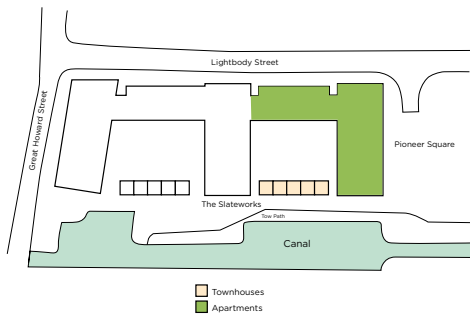 Lightbody Street
Great Howard Street
Pioneer Square
The Slateworks
Tow Path
Canal
Townhouses
Apartments